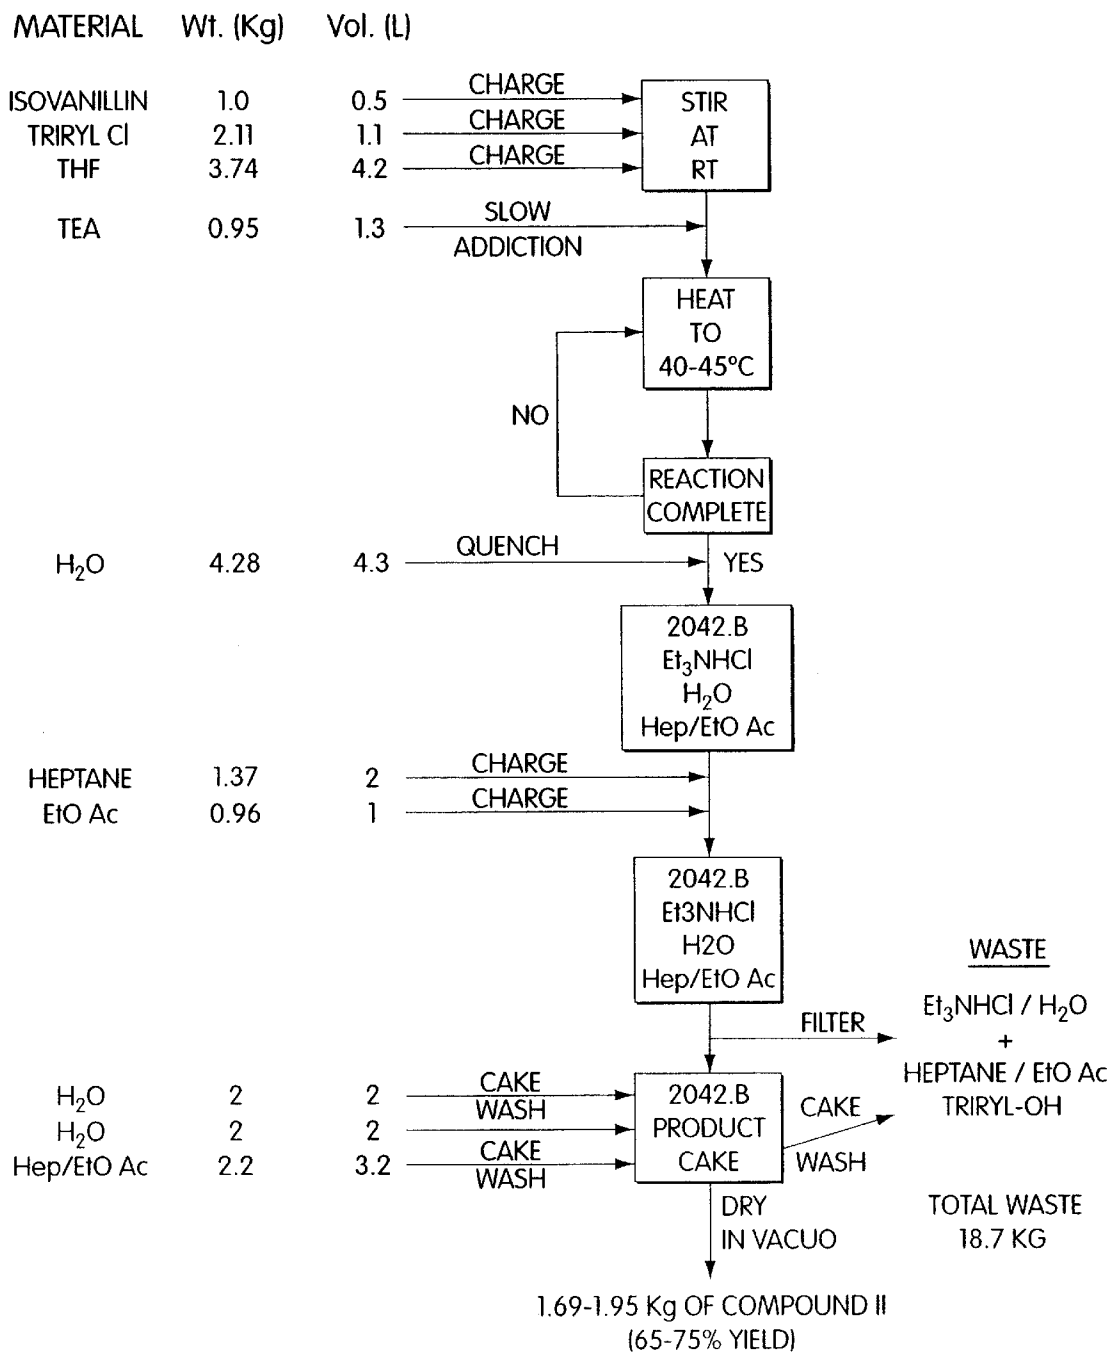 MATERIAL Wt. (Kg) Vol. (L)
ISOVANILLIN 1.0 0.5 CHARGE
TRIRYL Cl 2.11 1.1 CHARGE
THF 3.74 4.2 CHARGE
STIR
AT
RT
TEA 0.95 1.3 SLOW
ADDICTION
HEAT
TO
40-45°C
NO
REACTION
COMPLETE
H₂O 4.28 4.3 QUENCH YES
2042.B
Et₃NHCl
H₂O
Hep/EtO Ac
HEPTANE 1.37 2 CHARGE
EtO Ac 0.96 1 CHARGE
2042.B
Et3NHCl
H2O
Hep/EtO Ac
FILTER
WASTE
Et₃NHCl / H₂O
+
HEPTANE / EtO Ac
TRIRYL-OH
H₂O 2 2 CAKE
WASH
H₂O 2 2
Hep/EtO Ac 2.2 3.2 CAKE
WASH
2042.B
PRODUCT
CAKE
CAKE
WASH
DRY
IN VACUO
TOTAL WASTE
18.7 KG
1.69-1.95 Kg OF COMPOUND II
(65-75% YIELD)